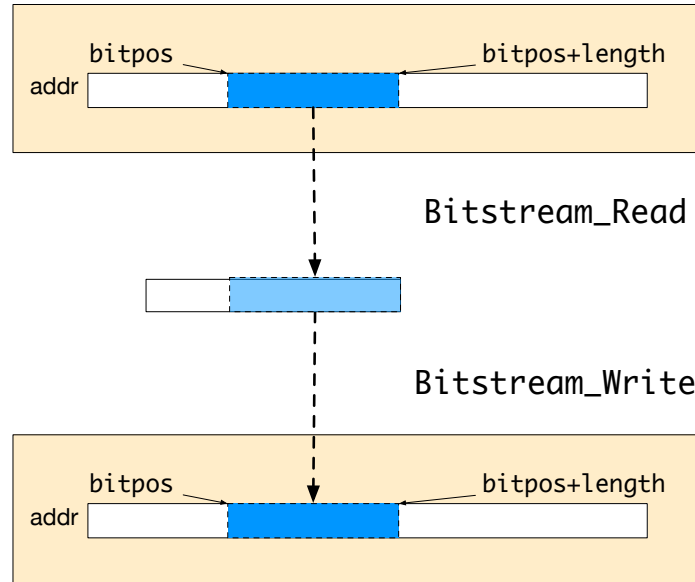 bitpos bitpos+length
addr
Bitstream_Read
Bitstream_Write
bitpos bitpos+length
addr